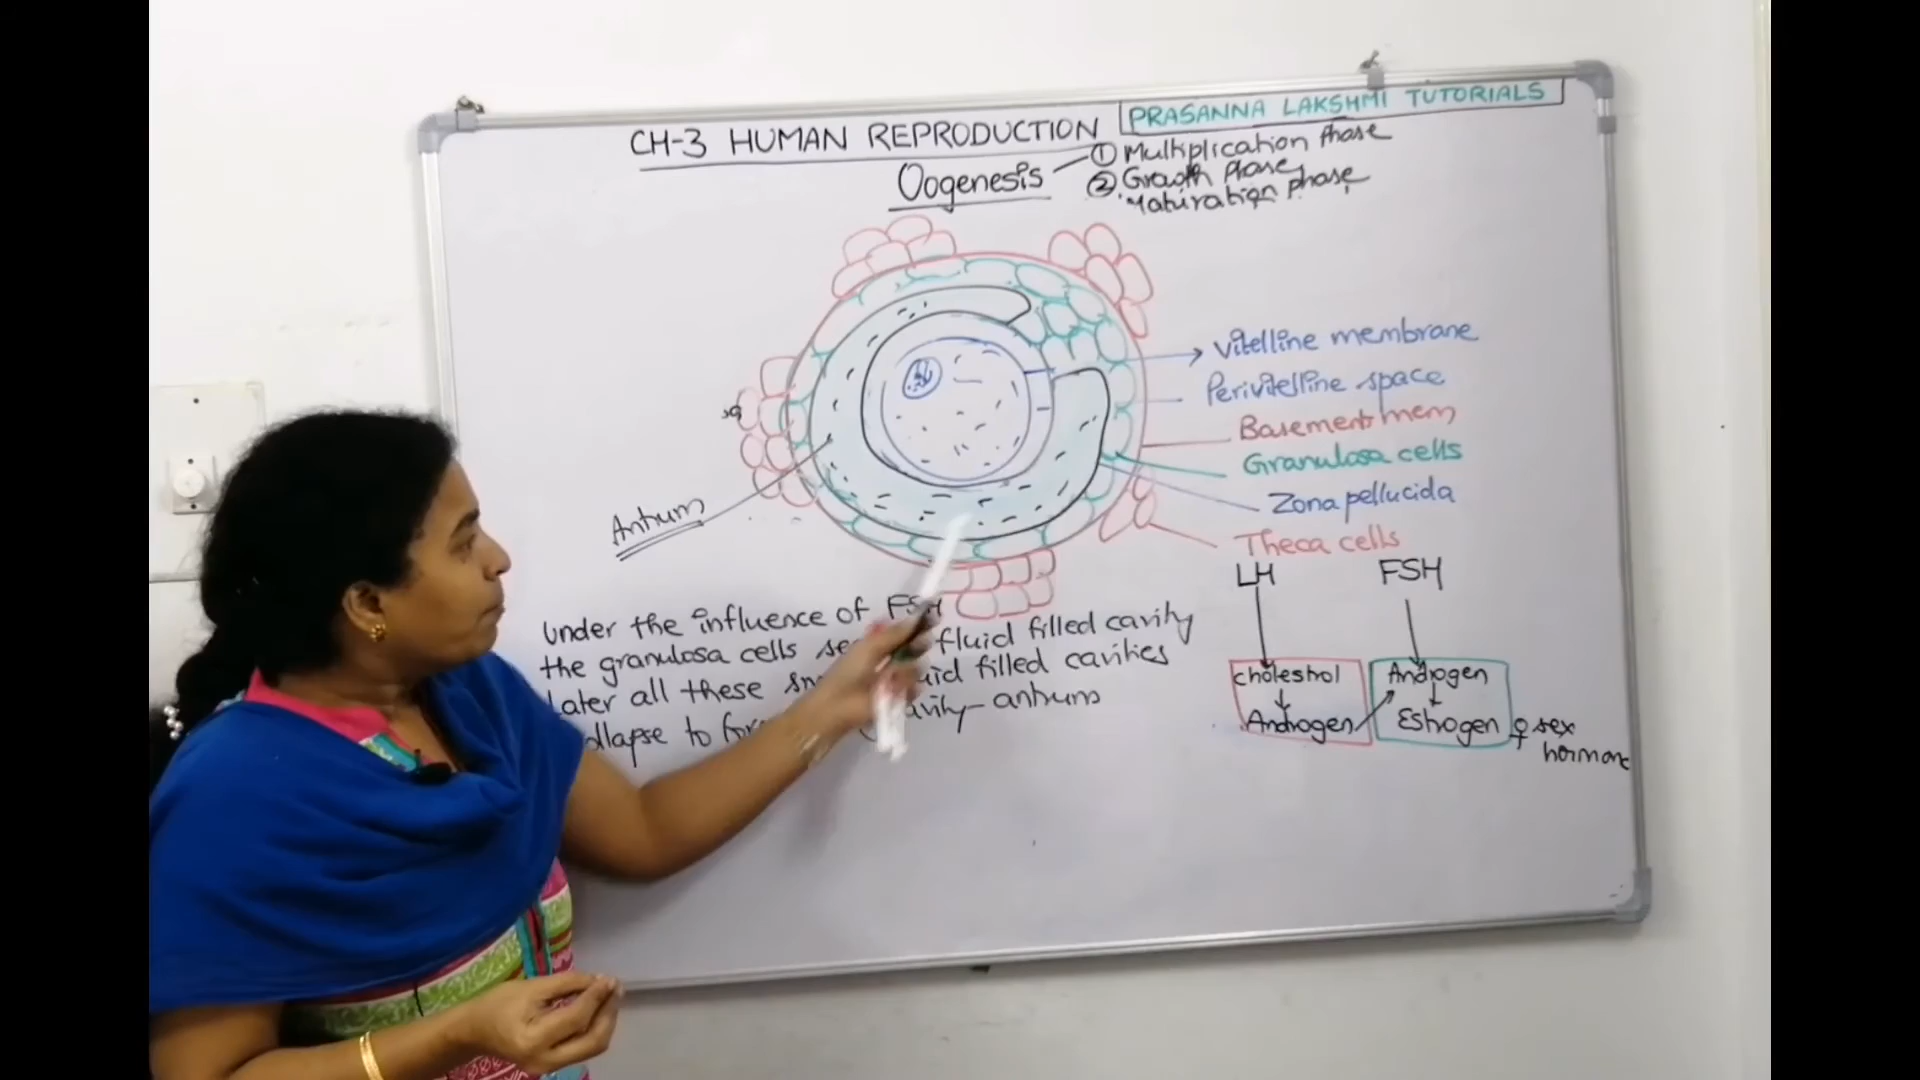 PRASANNA LAKSHMI TUTORIALS
CH-3 HUMAN REPRODUCTION
Oogenesis
① Multiplication phase
② Growth phase
Maturation phase
Vitelline membrane
Perivitelline space
Basement mem
Granulosa cells
Zona pellucida
Theca cells
Antrum
LH FSH
cholestrol Androgen
Androgen Estrogen ♀ sex
hormone
Under the influence of FSH
the granulosa cells fluid filled cavity
Later all these filled cavities
to antrum